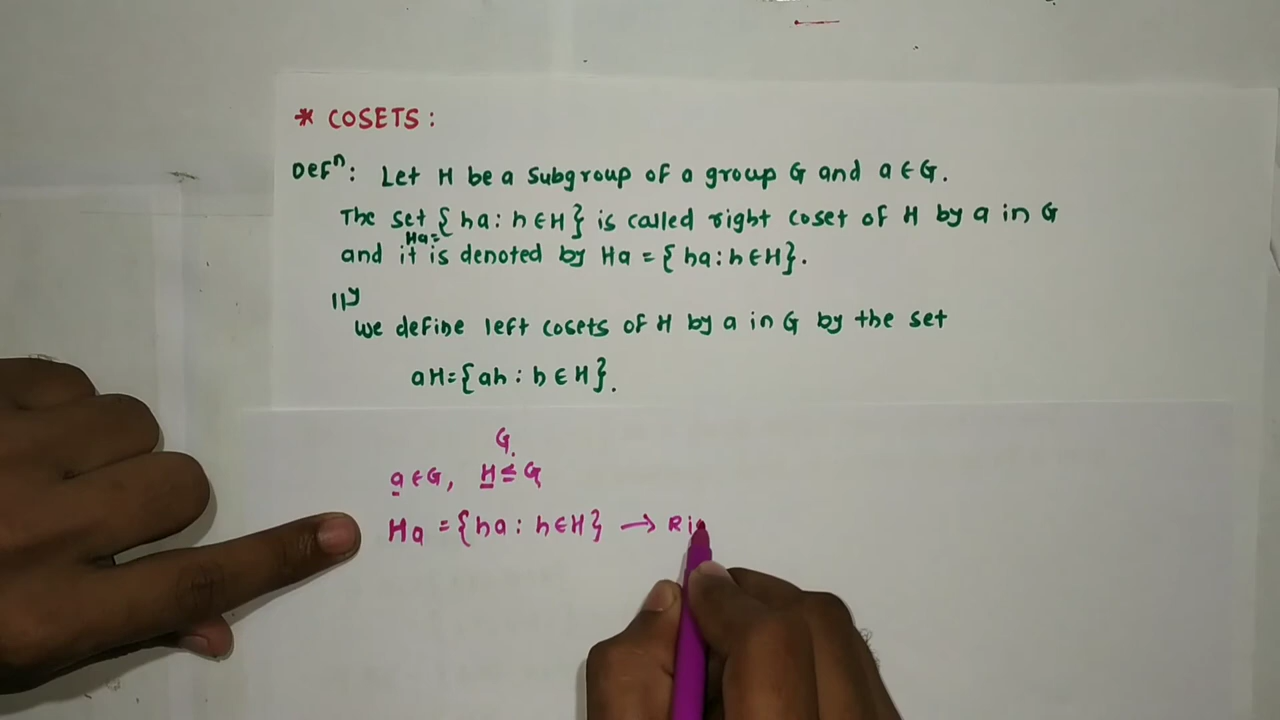 * COSETS:
Defⁿ: Let H be a subgroup of a group G and a∈G.
The set {ha: h∈H} is called right coset of H by a in G
Ha=
and it is denoted by Ha = {ha: h∈H}.
||ly
we define left cosets of H by a in G by the set
aH={ah : h∈H}.
G.
a∈G, H≤G
Ha = {ha: h∈H} → Ri